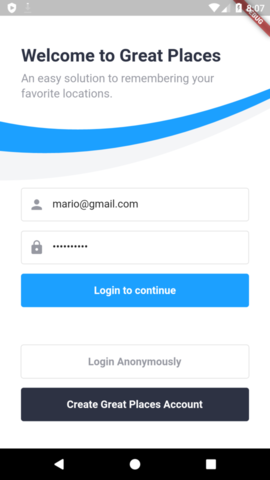 8:07
DEBUG
Welcome to Great Places
An easy solution to remembering your
favorite locations.
mario@gmail.com
••••••••••
Login to continue
Login Anonymously
Create Great Places Account